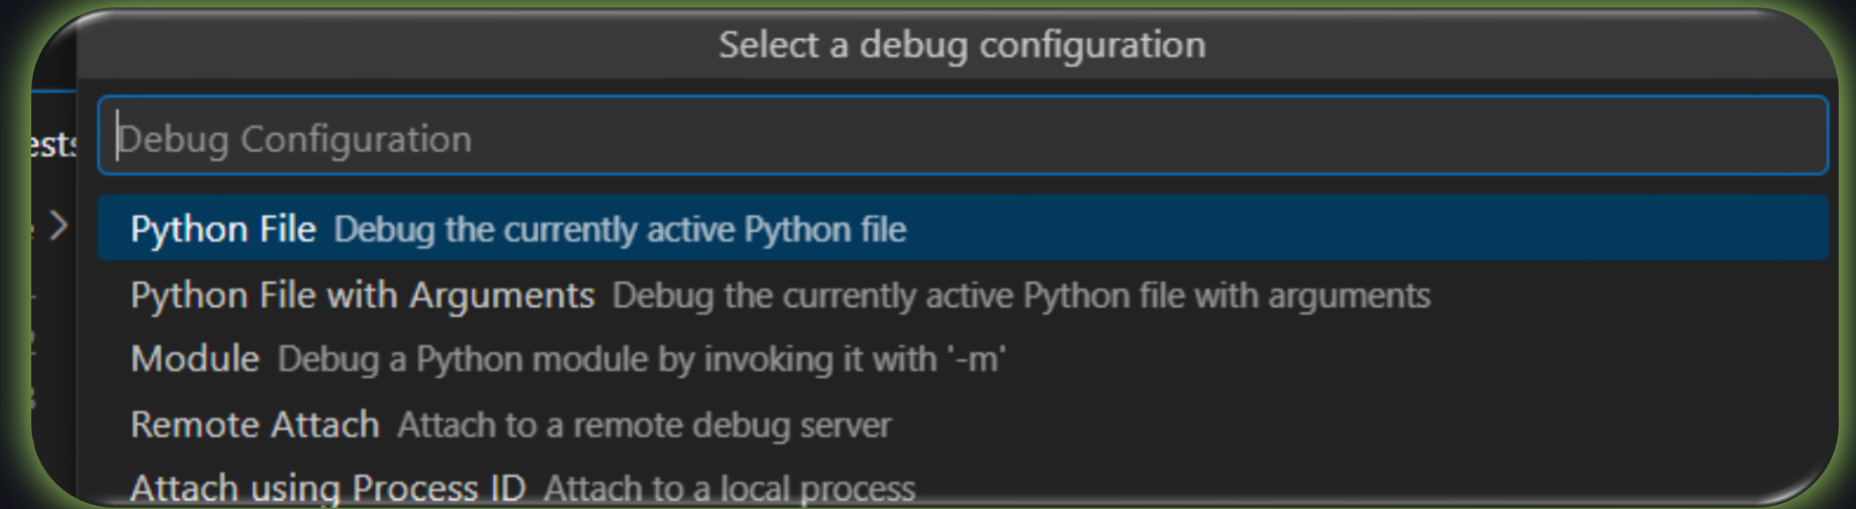 Select a debug configuration
Debug Configuration
ests
Python File Debug the currently active Python file
Python File with Arguments Debug the currently active Python file with arguments
Module Debug a Python module by invoking it with '-m'
Remote Attach Attach to a remote debug server
Attach using Process ID Attach to a local process